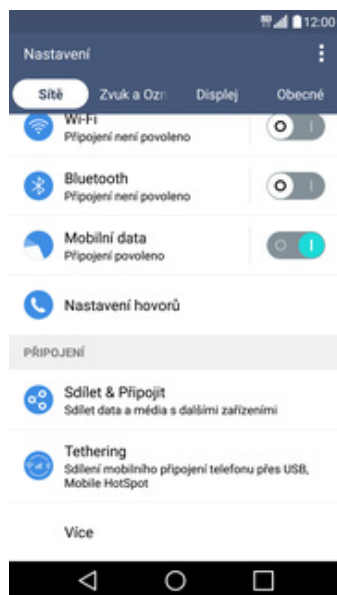 12:00
Nastavení
Sítě Zvuk a Ozn Displej Obecné
Wi-Fi
Připojení není povoleno
Bluetooth
Připojení není povoleno
Mobilní data
Připojení povoleno
Nastavení hovorů
PŘIPOJENÍ
Sdílet & Připojit
Sdílet data a média s dalšími zařízeními
Tethering
Sdílení mobilního připojení telefonu přes USB,
Mobile HotSpot
Více